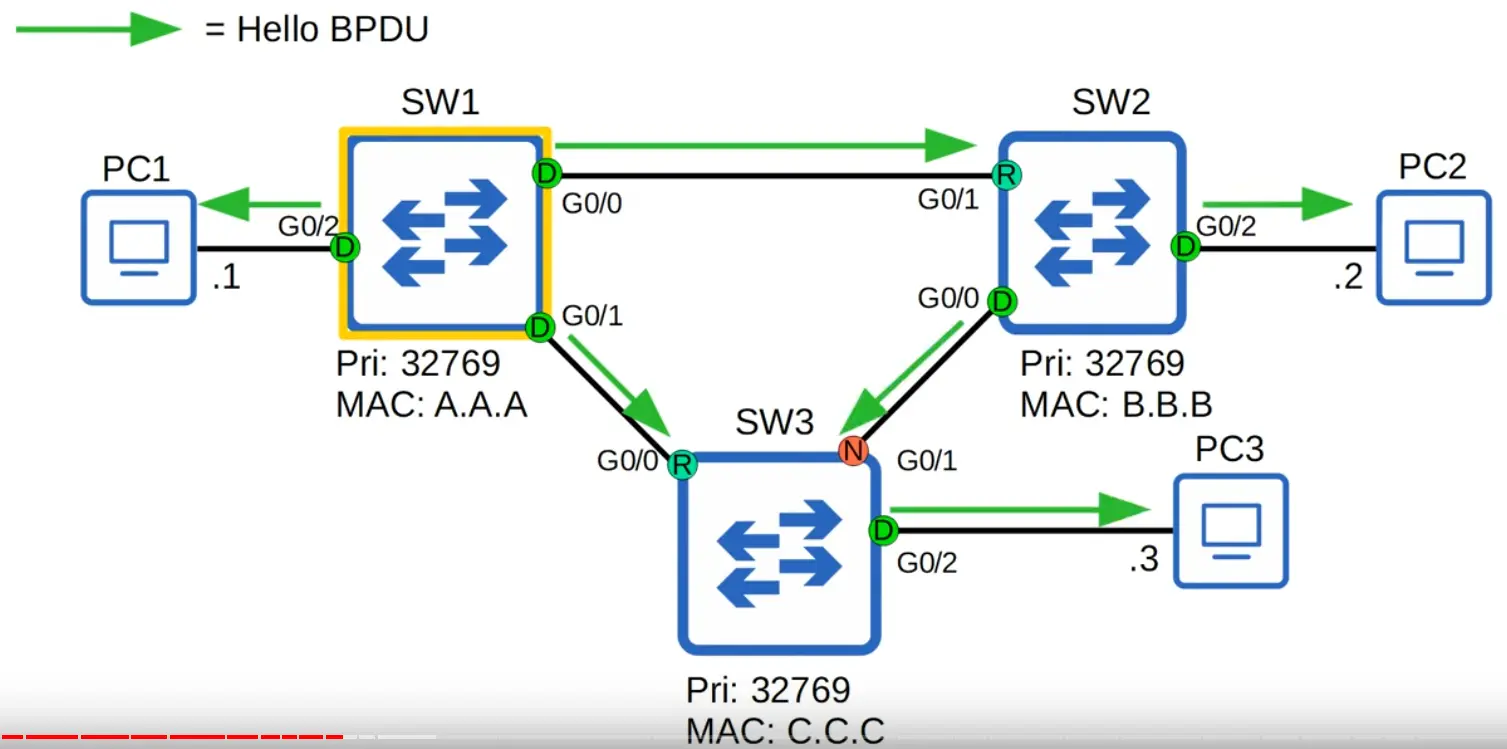 = Hello BPDU
SW1
SW2
PC1
PC2
D
G0/0
G0/1
R
G0/2
D
.1
D
G0/2
.2
D
G0/1
G0/0
D
Pri: 32769
MAC: A.A.A
Pri: 32769
MAC: B.B.B
SW3
PC3
G0/0
R
N
G0/1
D
G0/2
.3
Pri: 32769
MAC: C.C.C